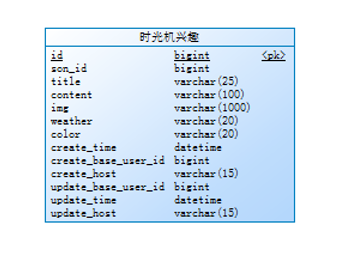 时光机兴趣
id bigint <pk>
son_id bigint
title varchar(25)
content varchar(100)
img varchar(1000)
weather varchar(20)
color varchar(20)
create_time datetime
create_base_user_id bigint
create_host varchar(15)
update_base_user_id bigint
update_time datetime
update_host varchar(15)